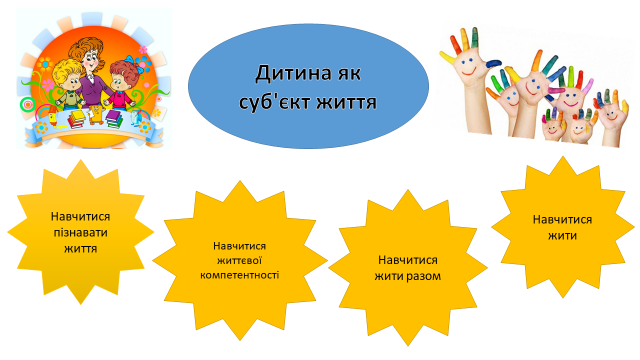 Дитина як
суб'єкт життя
Навчитися
пізнавати
життя
Навчитися
життєвої
компетентності
Навчитися
жити разом
Навчитися
жити